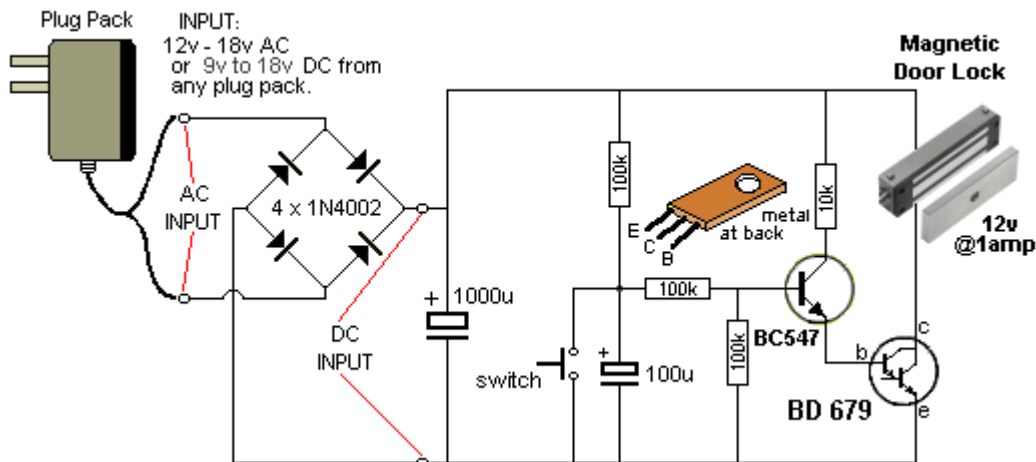 Plug Pack
INPUT:
12v - 18v AC
or 9v to 18v DC from
any plug pack.
Magnetic
Door Lock
AC
INPUT
4 x 1N4002
100k
E
C
B
metal
at back
10k
12v
@1amp
+
1000u
DC
INPUT
100k
BC547
100k
switch
+
100u
b
c
e
BD 679